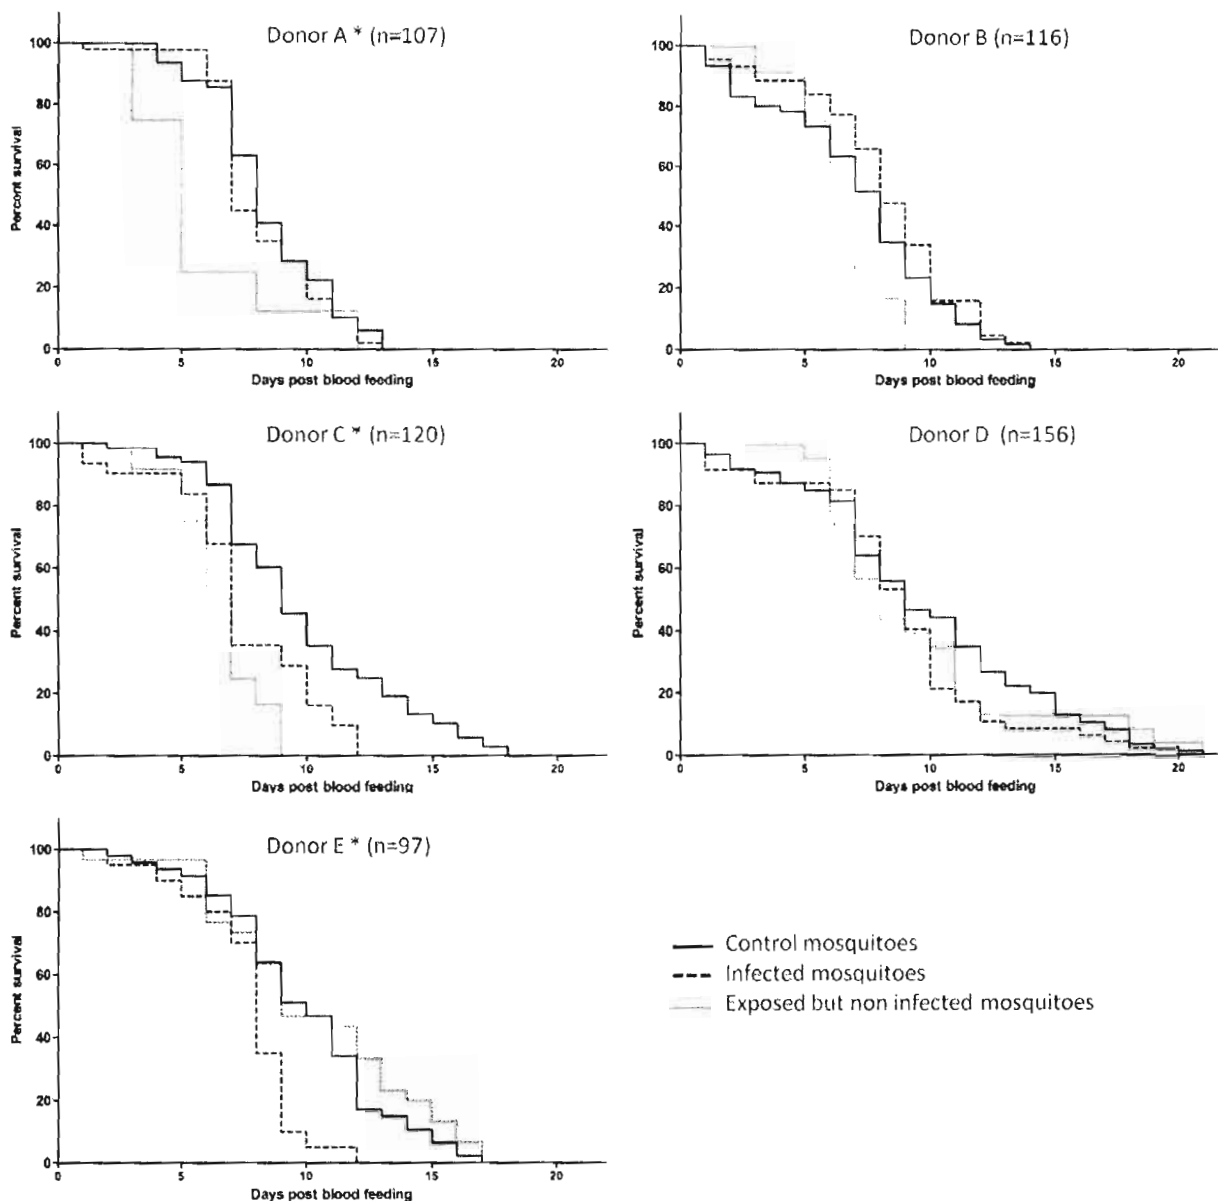 Donor A * (n=107)
100
80
60
40
20
0
Percent survival
0 5 10 15 20
Days post blood feeding
Donor B (n=116)
100
80
60
40
20
0
Percent survival
0 5 10 15 20
Days post blood feeding
Donor C * (n=120)
100
80
60
40
20
0
Percent survival
0 5 10 15 20
Days post blood feeding
Donor D (n=156)
100
80
60
40
20
0
Percent survival
0 5 10 15 20
Days post blood feeding
Donor E * (n=97)
100
80
60
40
20
0
Percent survival
0 5 10 15 20
Days post blood feeding
Control mosquitoes
Infected mosquitoes
Exposed but non infected mosquitoes